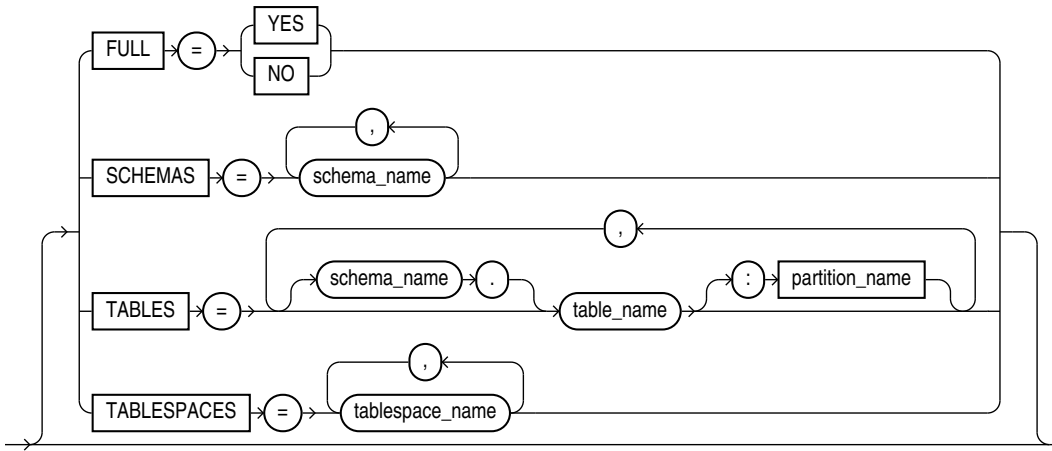 FULL = YES
NO
,
SCHEMAS = schema_name
,
schema_name . : partition_name
TABLES = table_name
,
TABLESPACES = tablespace_name